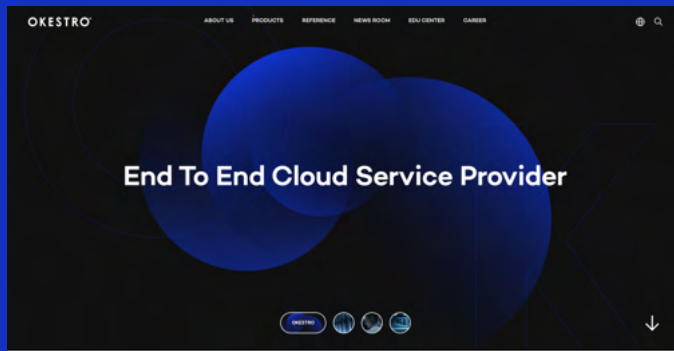 OKESTRO
ABOUT US PRODUCTS REFERENCE NEWS ROOM EDU CENTER CAREER
End To End Cloud Service Provider
OKESTRO